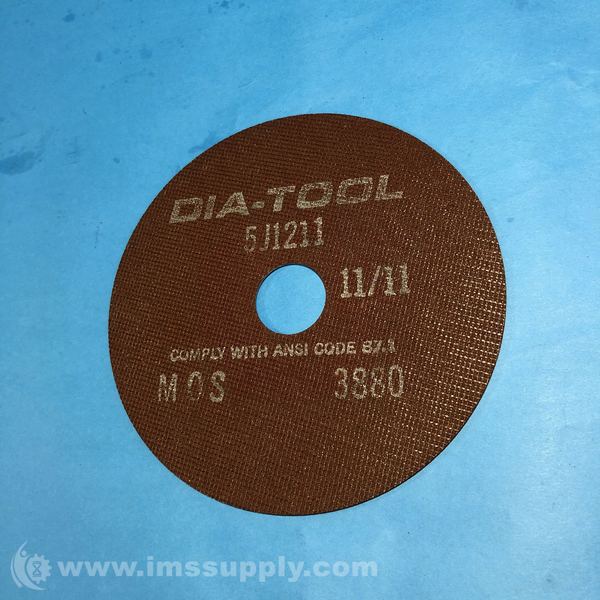 DIA-TOOL
5J1211
11/11
COMPLY WITH ANSI CODE B7.1
MOS 3880
www.imssupply.com